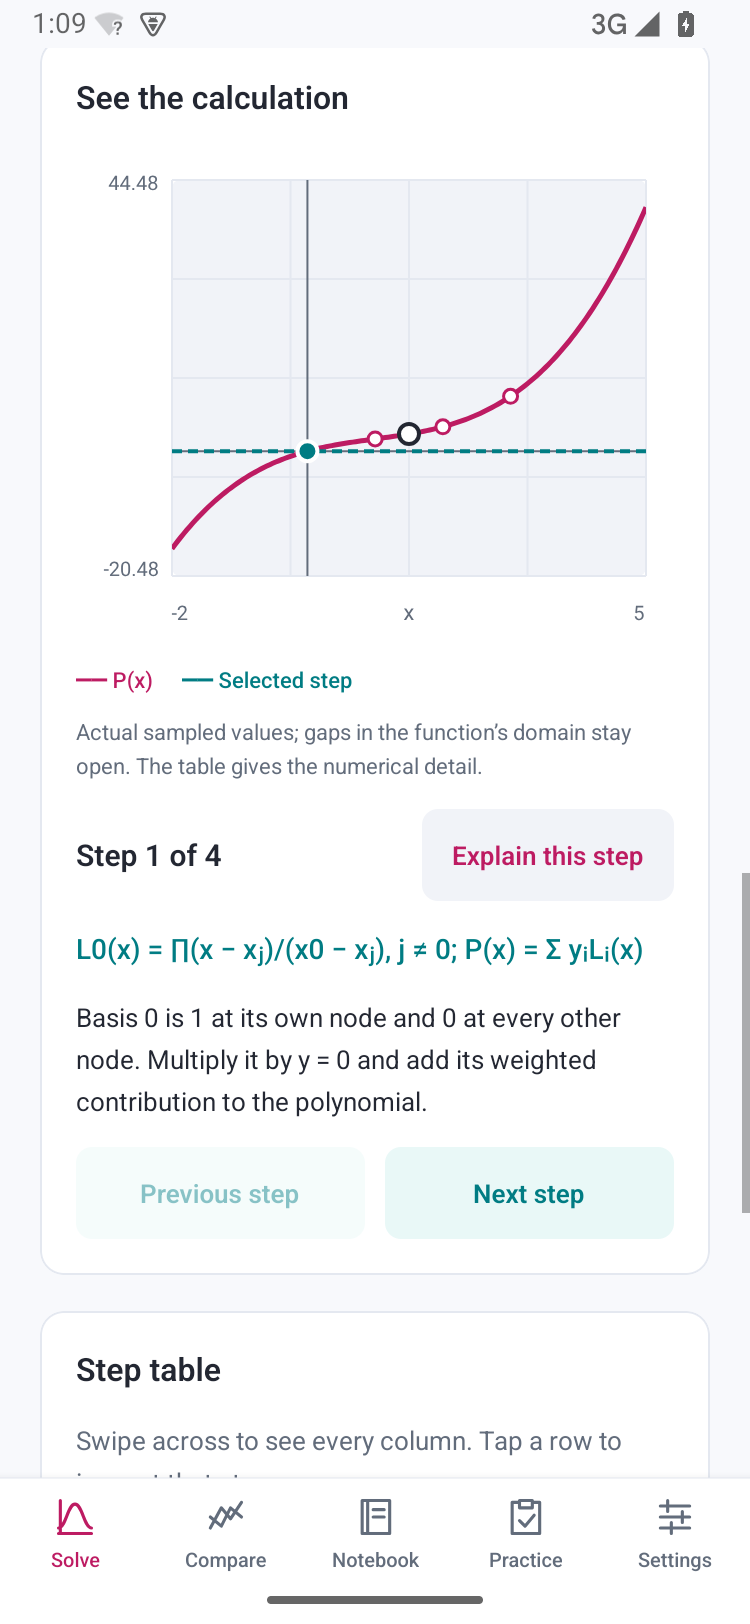 1:09
3G
See the calculation
44.48
-20.48
-2
x
5
P(x)
Selected step
Actual sampled values; gaps in the function's domain stay
open. The table gives the numerical detail.
Step 1 of 4
Explain this step
L0(x) = ∏(x − xⱼ)/(x0 − xⱼ), j ≠ 0; P(x) = Σ yᵢLᵢ(x)
Basis 0 is 1 at its own node and 0 at every other
node. Multiply it by y = 0 and add its weighted
contribution to the polynomial.
Previous step
Next step
Step table
Swipe across to see every column. Tap a row to
Solve
Compare
Notebook
Practice
Settings